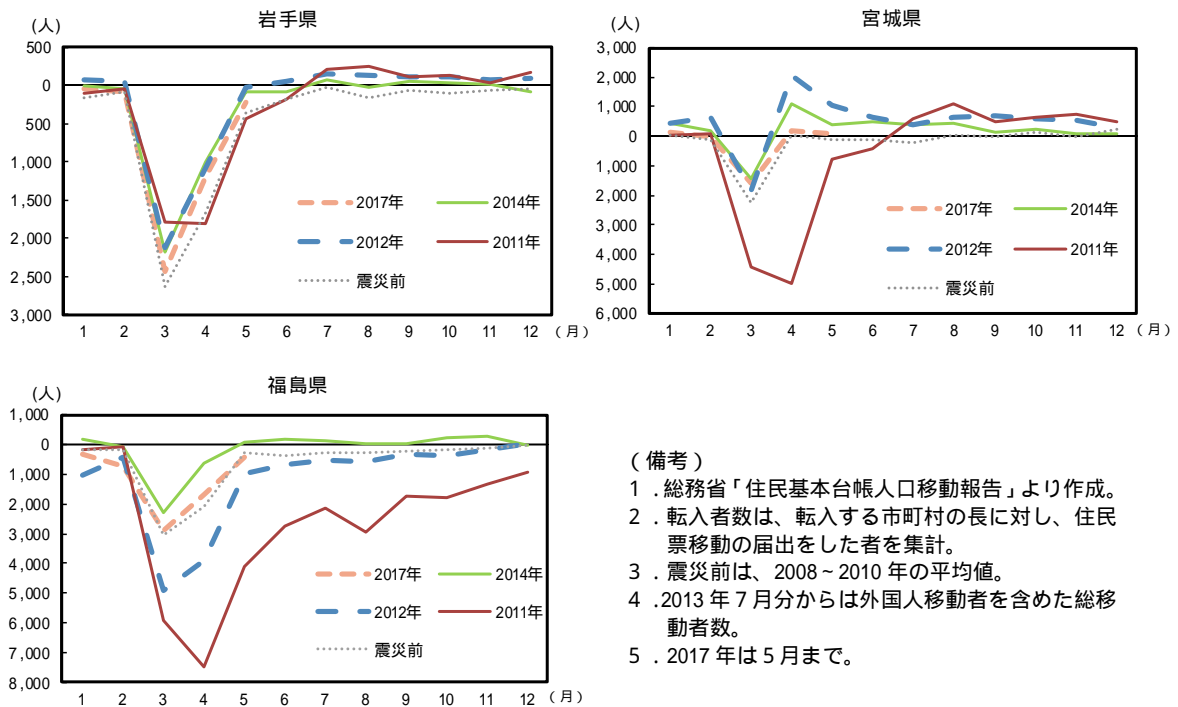 岩手県
(人)
500
0
500
1,000
1,500
2,000
2,500
3,000
1 2 3 4 5 6 7 8 9 10 11 12 (月)
2017年 2014年
2012年 2011年
震災前
宮城県
(人)
3,000
2,000
1,000
0
1,000
2,000
3,000
4,000
5,000
6,000
1 2 3 4 5 6 7 8 9 10 11 12 (月)
2017年 2014年
2012年 2011年
震災前
福島県
(人)
1,000
0
1,000
2,000
3,000
4,000
5,000
6,000
7,000
8,000
1 2 3 4 5 6 7 8 9 10 11 12 (月)
2017年 2014年
2012年 2011年
震災前
(備考)
1．総務省「住民基本台帳人口移動報告」より作成。
2．転入者数は、転入する市町村の長に対し、住民
票移動の届出をした者を集計。
3．震災前は、2008～2010年の平均値。
4．2013年7月分からは外国人移動者を含めた総移
動者数。
5．2017年は5月まで。